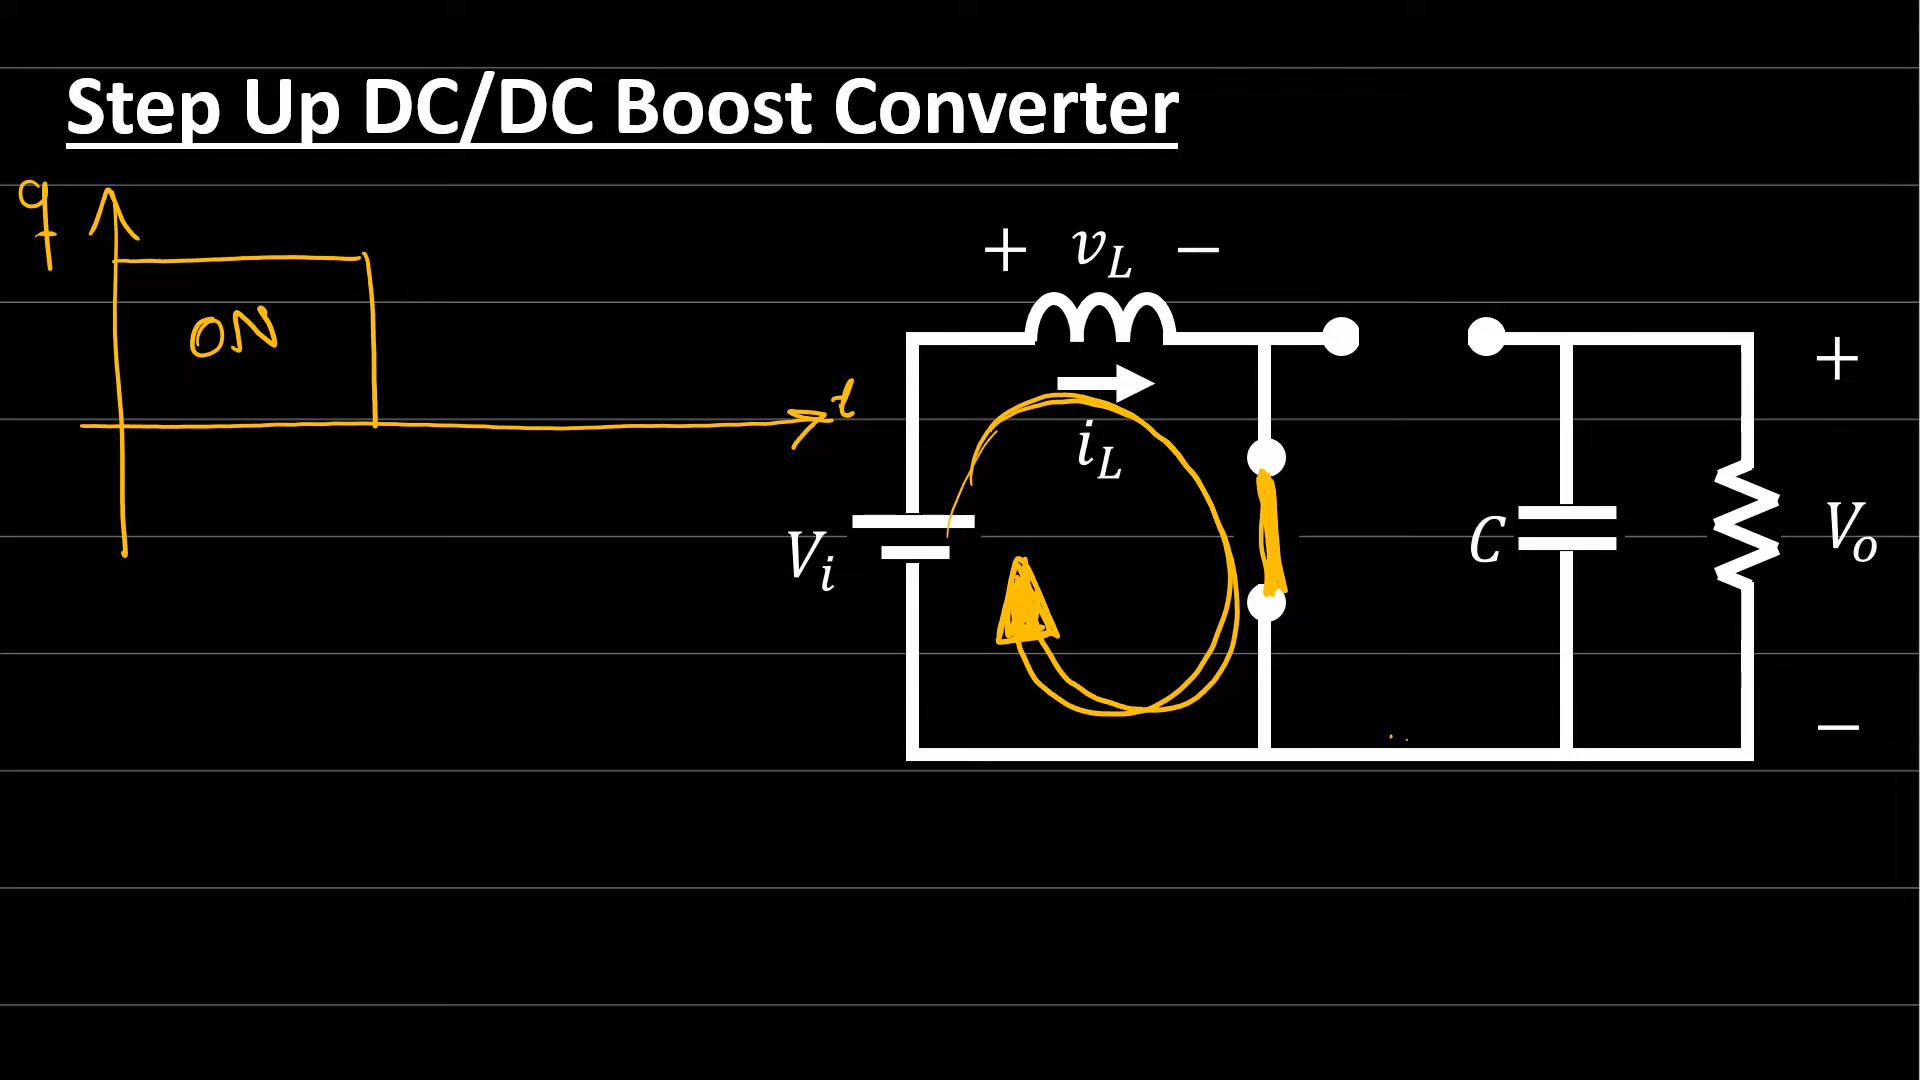 Step Up DC/DC Boost Converter
q
ON
t
+ v_L −
i_L
V_i
C
+
V_o
−